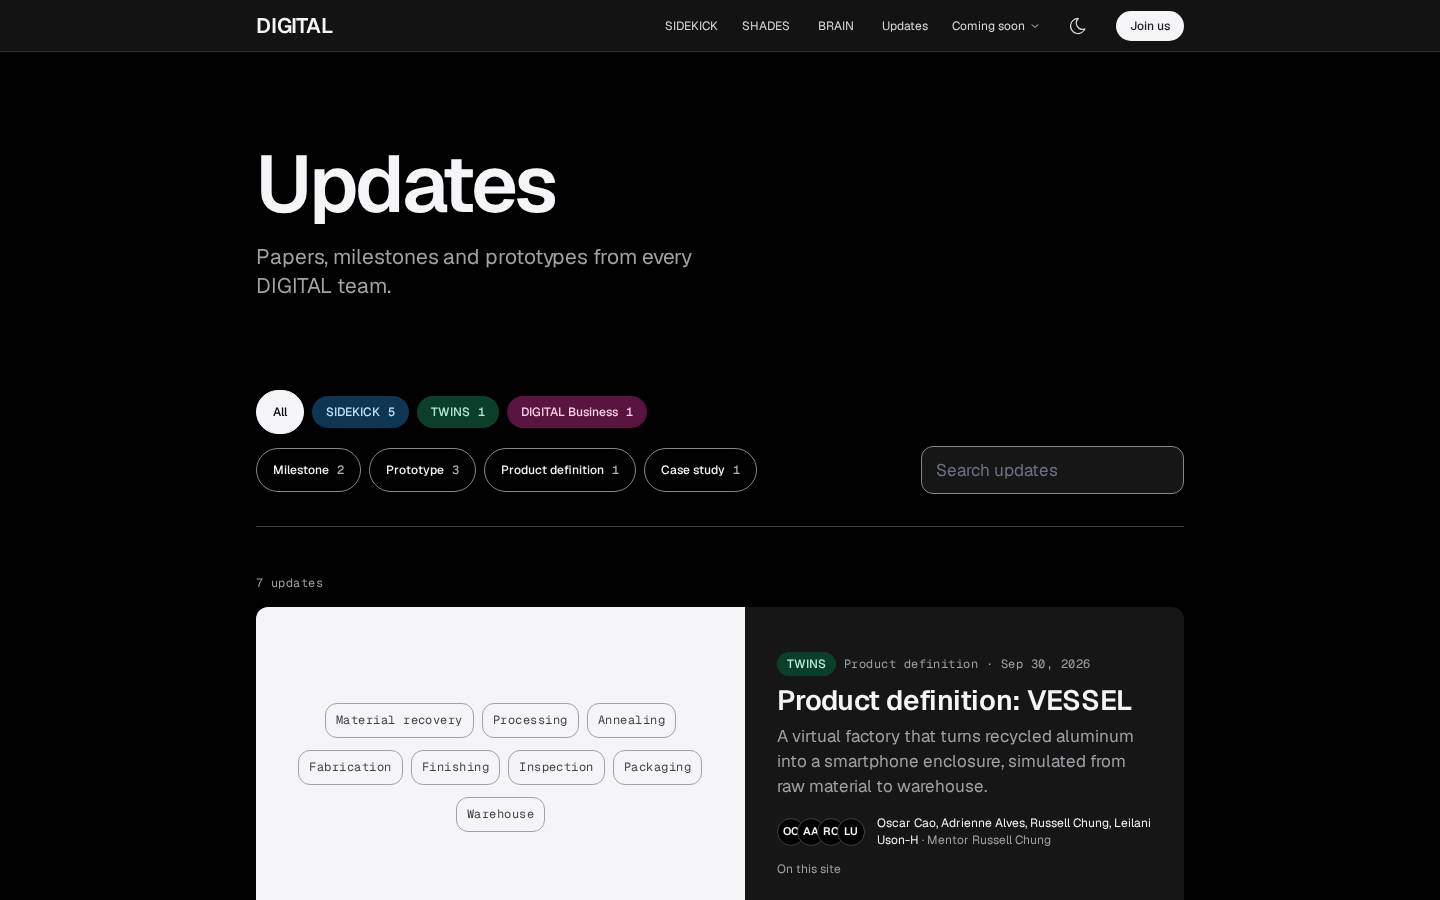 DIGITAL
SIDEKICK
SHADES
BRAIN
Updates
Coming soon
Join us
Updates
Papers, milestones and prototypes from every
DIGITAL team.
All
SIDEKICK 5
TWINS 1
DIGITAL Business 1
Milestone 2
Prototype 3
Product definition 1
Case study 1
Search updates
7 updates
Material recovery
Processing
Annealing
Fabrication
Finishing
Inspection
Packaging
Warehouse
TWINS Product definition · Sep 30, 2026
Product definition: VESSEL
A virtual factory that turns recycled aluminum
into a smartphone enclosure, simulated from
raw material to warehouse.
OC AA RC LU
Oscar Cao, Adrienne Alves, Russell Chung, Leilani
Uson-H · Mentor Russell Chung
On this site